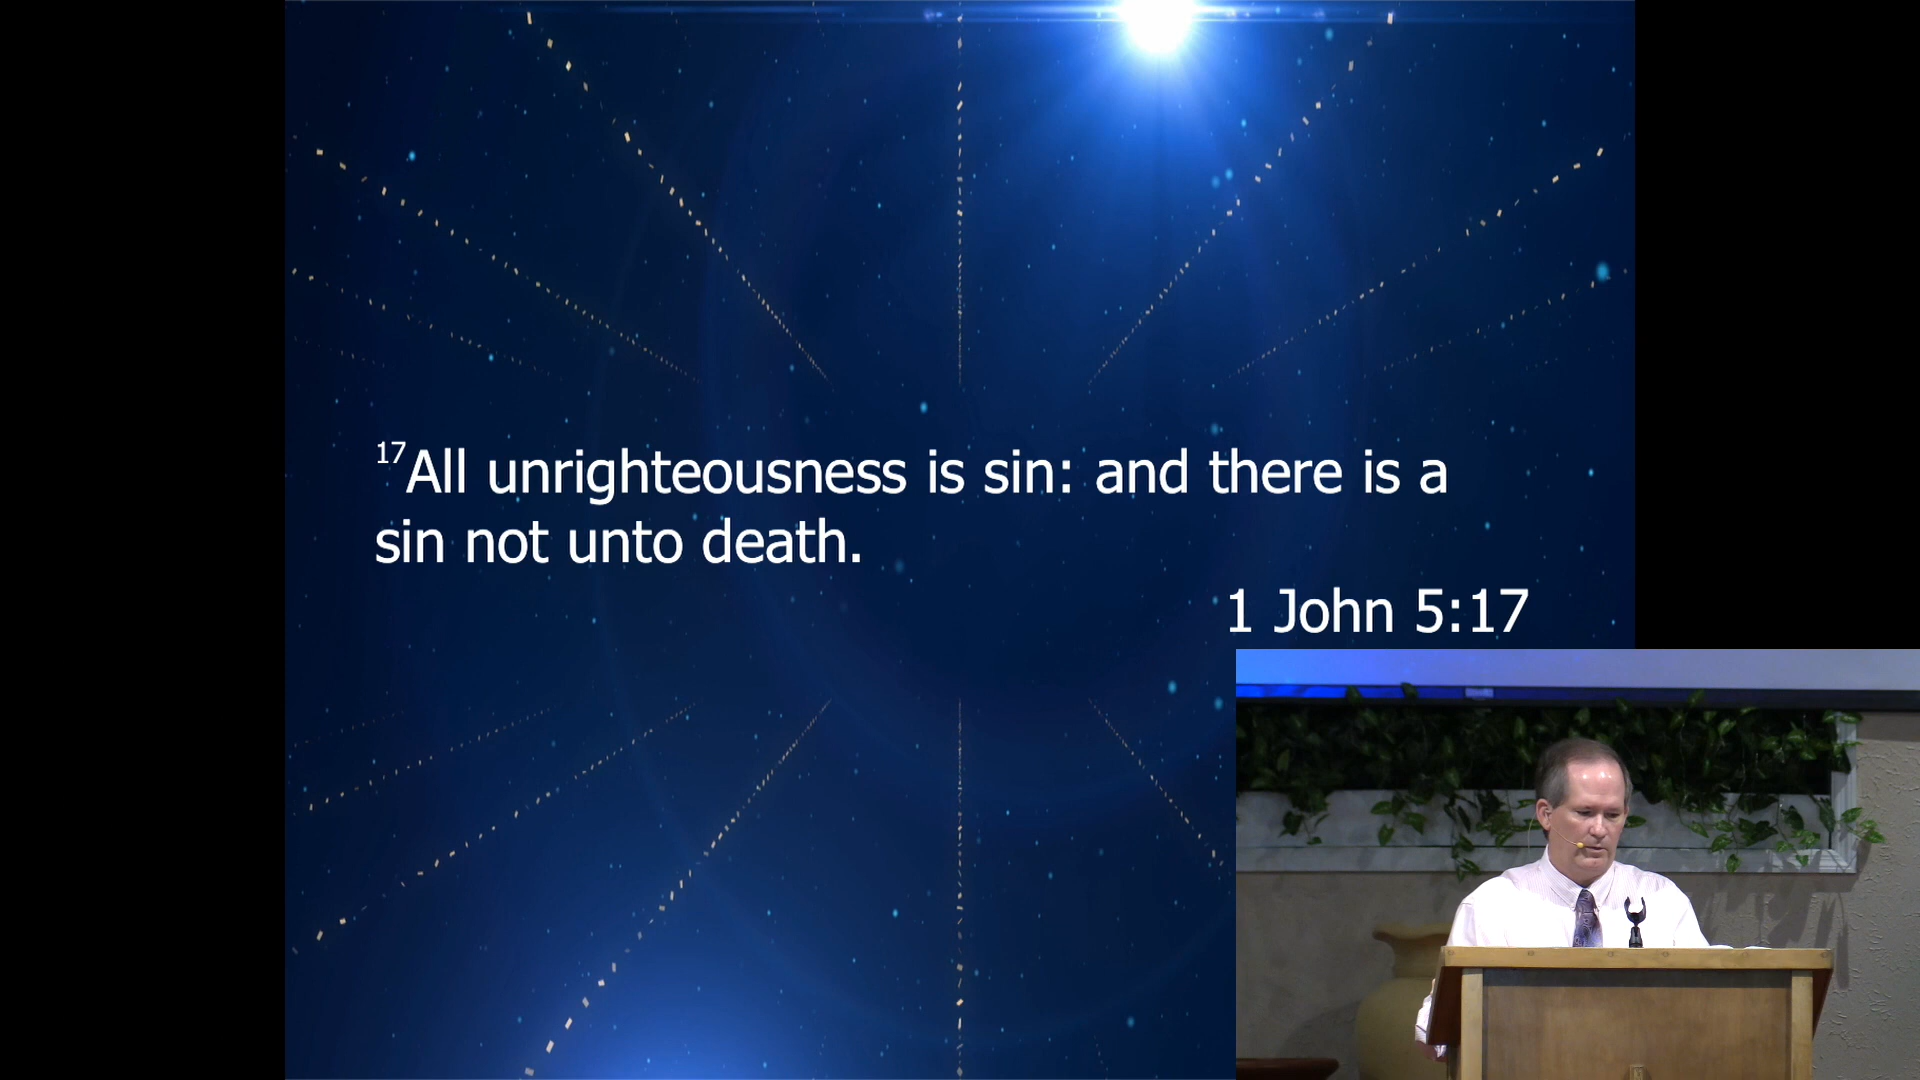 17All unrighteousness is sin: and there is a
sin not unto death.
1 John 5:17